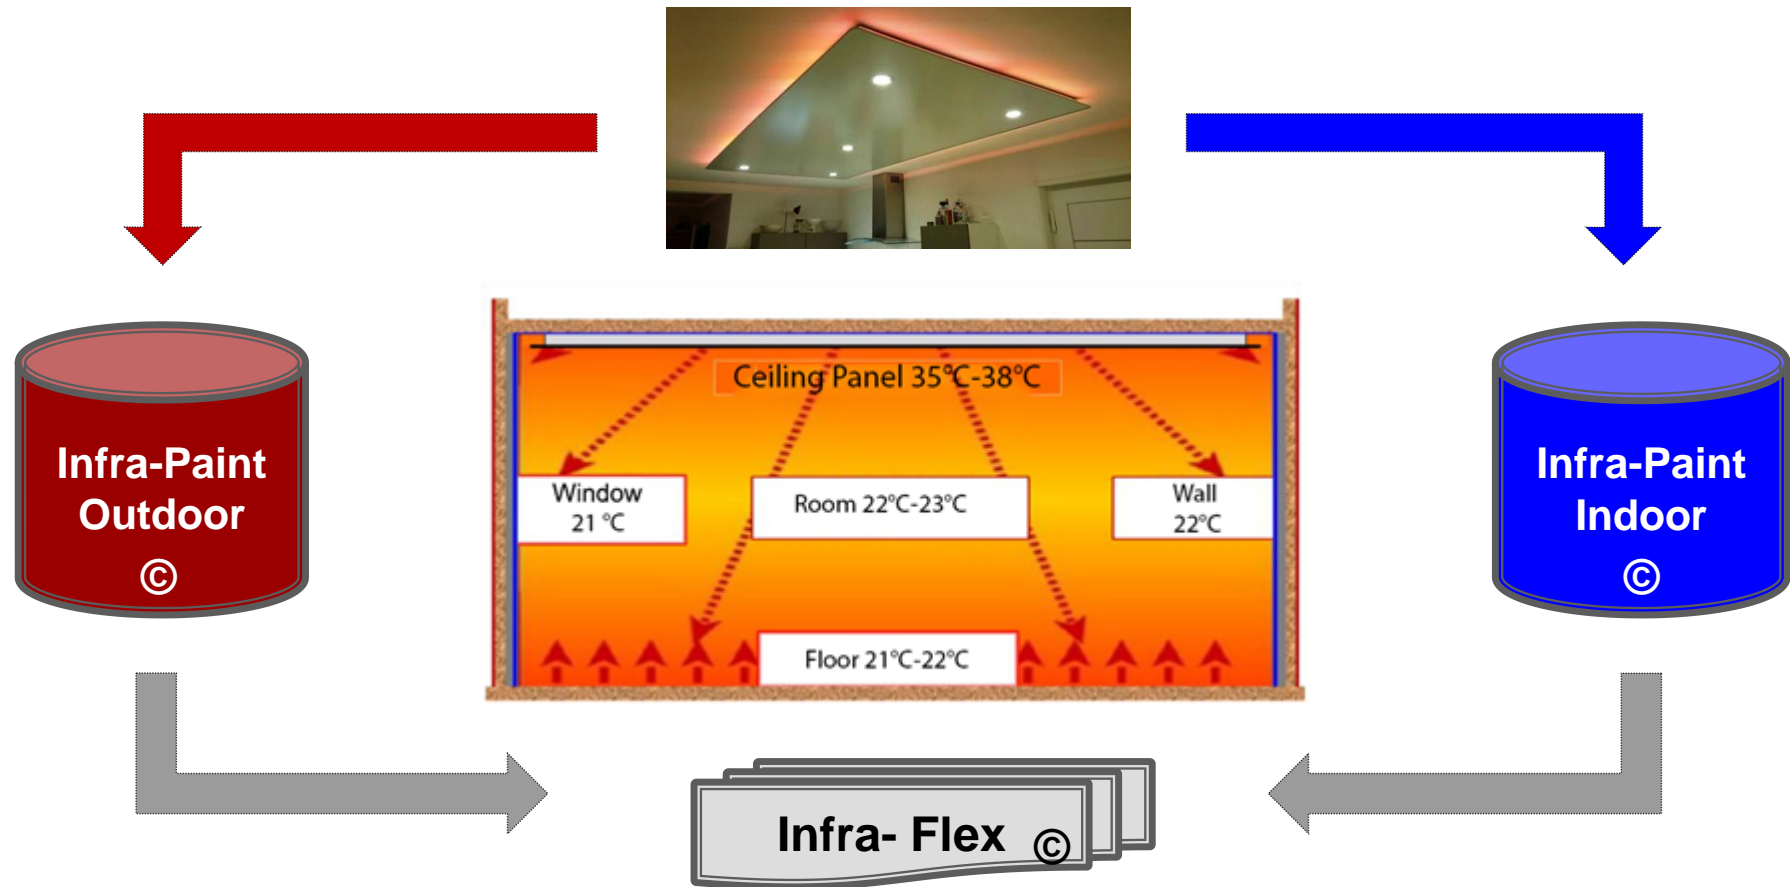 Ceiling Panel 35°C-38°C
Infra-Paint
Outdoor
©
Window
21 °C
Room 22°C-23°C
Wall
22°C
Infra-Paint
Indoor
©
Floor 21°C-22°C
Infra- Flex ©